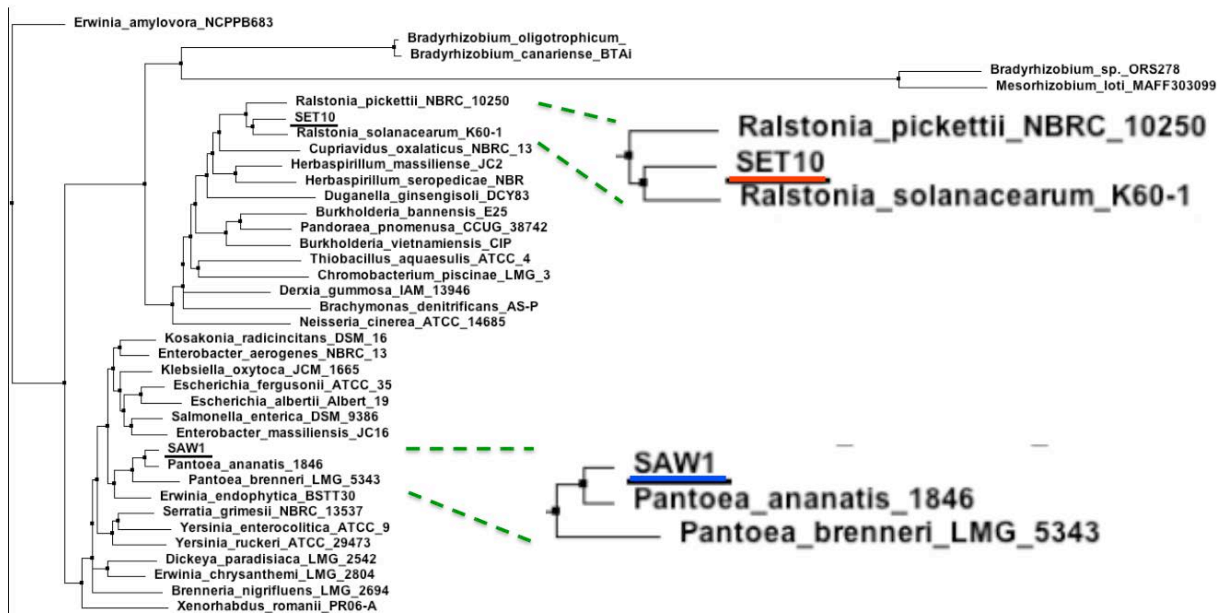 Erwinia_amylovora_NCPPB683
Bradyrhizobium_oligotrophicum_
Bradyrhizobium_canariense_BTAi
Bradyrhizobium_sp._ORS278
Mesorhizobium_loti_MAFF303099
Ralstonia_pickettii_NBRC_10250
SET10
Ralstonia_solanacearum_K60-1
Cupriavidus_oxalaticus_NBRC_13
Herbaspirillum_massiliense_JC2
Herbaspirillum_seropedicae_NBR
Duganella_ginsengisoli_DCY83
Burkholderia_bannensis_E25
Pandoraea_pnomenusa_CCUG_38742
Burkholderia_vietnamiensis_CIP
Thiobacillus_aquaesulis_ATCC_4
Chromobacterium_piscinae_LMG_3
Derxia_gummosa_IAM_13946
Brachymonas_denitrificans_AS-P
Neisseria_cinerea_ATCC_14685
Kosakonia_radicincitans_DSM_16
Enterobacter_aerogenes_NBRC_13
Klebsiella_oxytoca_JCM_1665
Escherichia_fergusonii_ATCC_35
Escherichia_albertii_Albert_19
Salmonella_enterica_DSM_9386
Enterobacter_massiliensis_JC16
SAW1
Pantoea_ananatis_1846
Pantoea_brenneri_LMG_5343
Erwinia_endophytica_BSTT30
Serratia_grimesii_NBRC_13537
Yersinia_enterocolitica_ATCC_9
Yersinia_ruckeri_ATCC_29473
Dickeya_paradisiaca_LMG_2542
Erwinia_chrysanthemi_LMG_2804
Brenneria_nigrifluens_LMG_2694
Xenorhabdus_romanii_PR06-A
Ralstonia_pickettii_NBRC_10250
SET10
Ralstonia_solanacearum_K60-1
SAW1
Pantoea_ananatis_1846
Pantoea_brenneri_LMG_5343